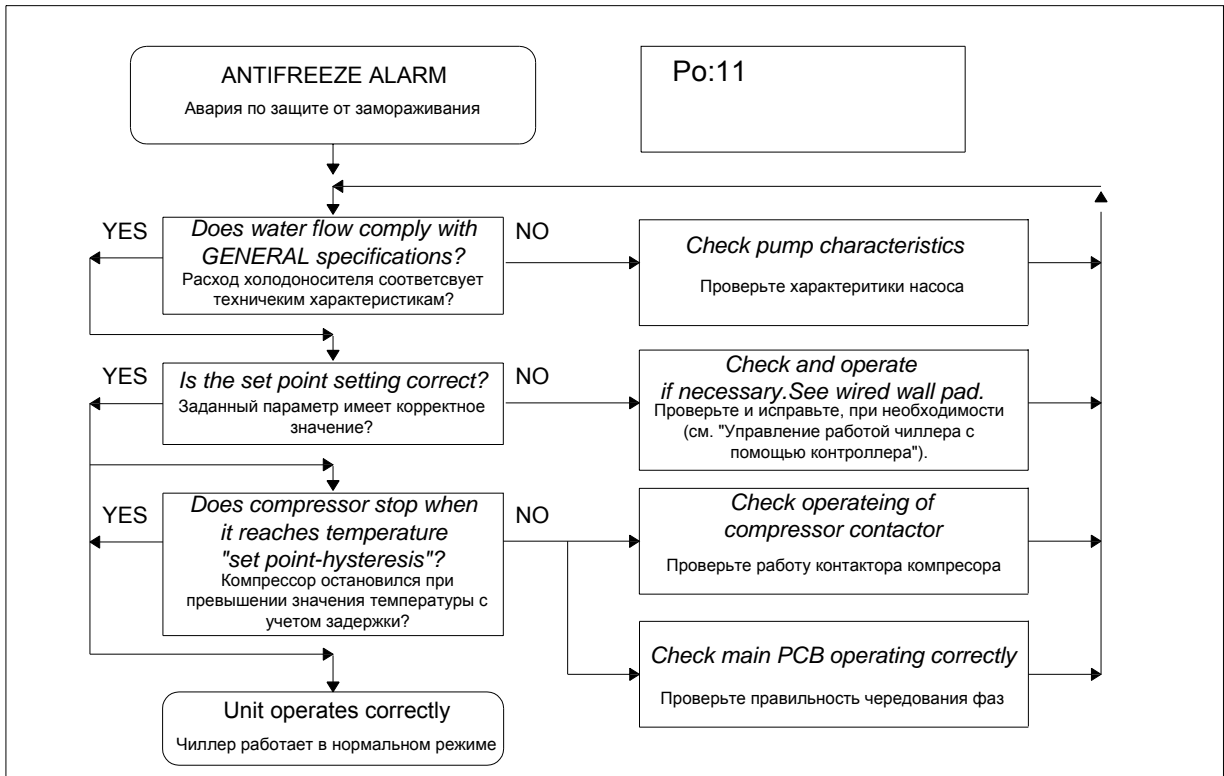 ANTIFREEZE ALARM
Авария по защите от замораживания
Po:11
YES
Does water flow comply with
GENERAL specifications?
Расход холодоносителя соответсвует
техничеким характеристикам?
NO
Check pump characteristics
Проверьте характеритики насоса
YES
Is the set point setting correct?
Заданный параметр имеет корректное
значение?
NO
Check and operate
if necessary.See wired wall pad.
Проверьте и исправьте, при необходимости
(см. "Управление работой чиллера с
помощью контроллера").
YES
Does compressor stop when
it reaches temperature
"set point-hysteresis"?
Компрессор остановился при
превышении значения температуры с
учетом задержки?
NO
Check operateing of
compressor contactor
Проверьте работу контактора компресора
Check main PCB operating correctly
Проверьте правильность чередования фаз
Unit operates correctly
Чиллер работает в нормальном режиме